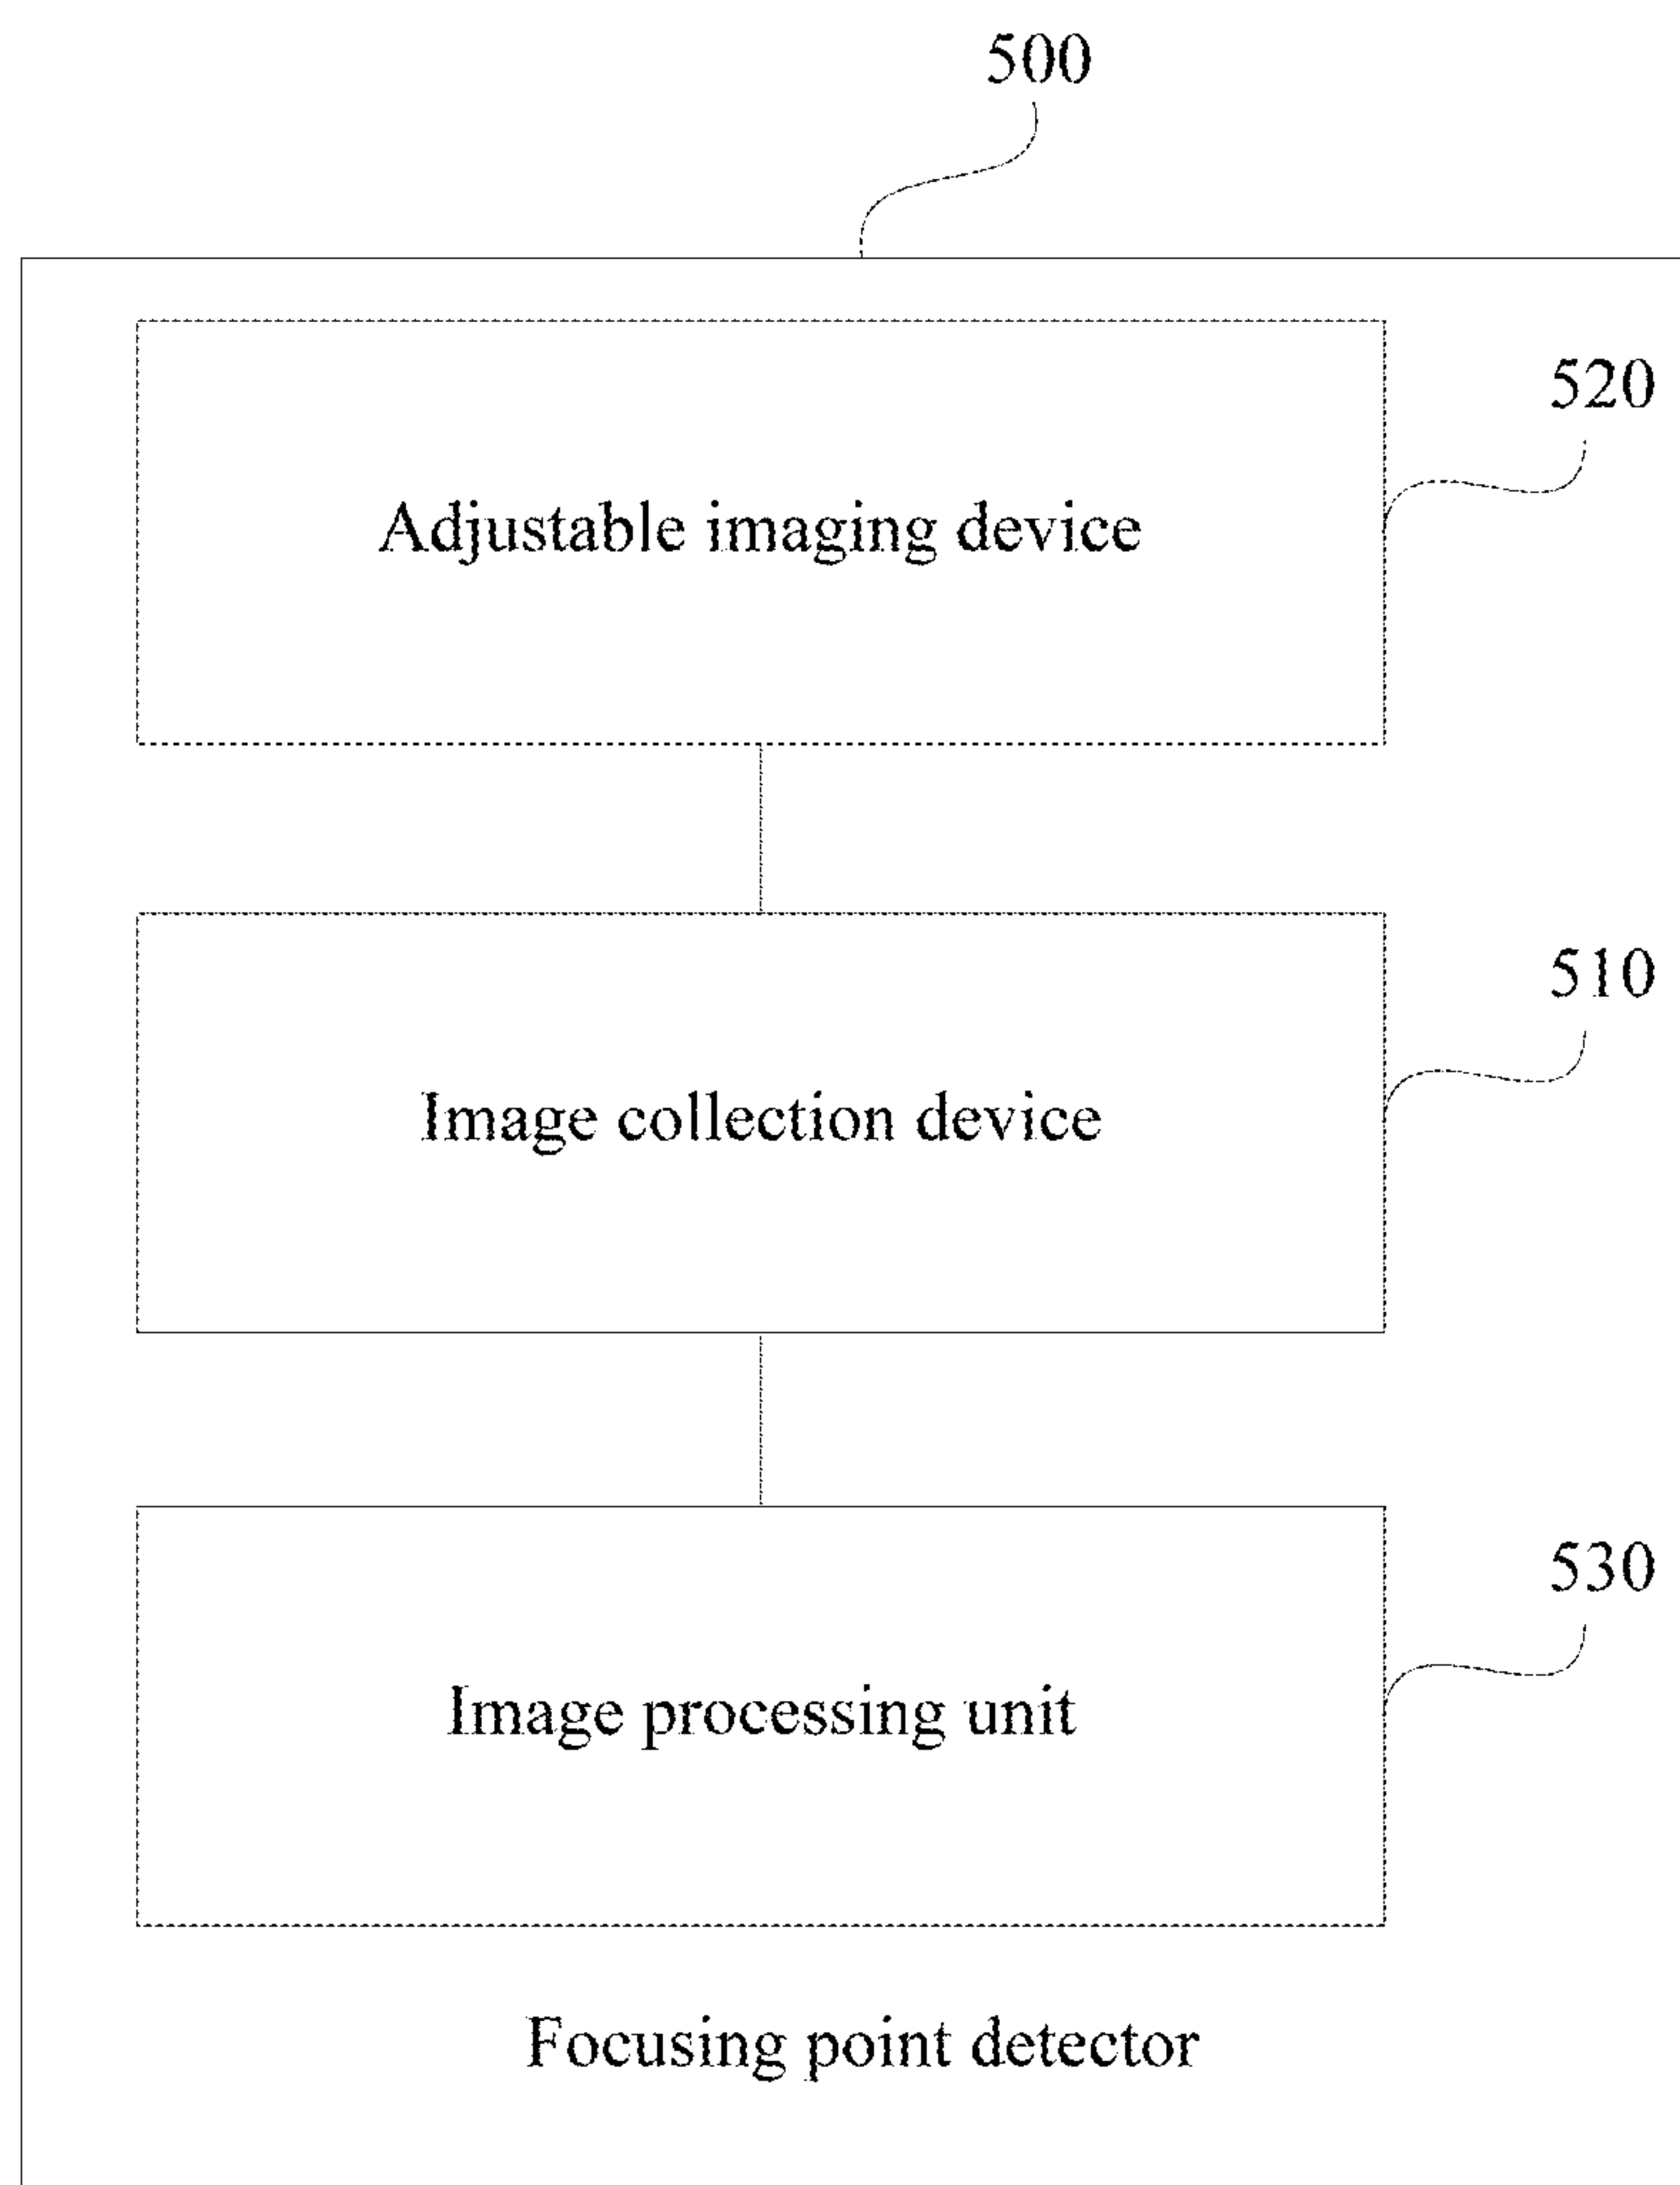 500
520
Adjustable imaging device
510
Image collection device
530
Image processing unit
Focusing point detector